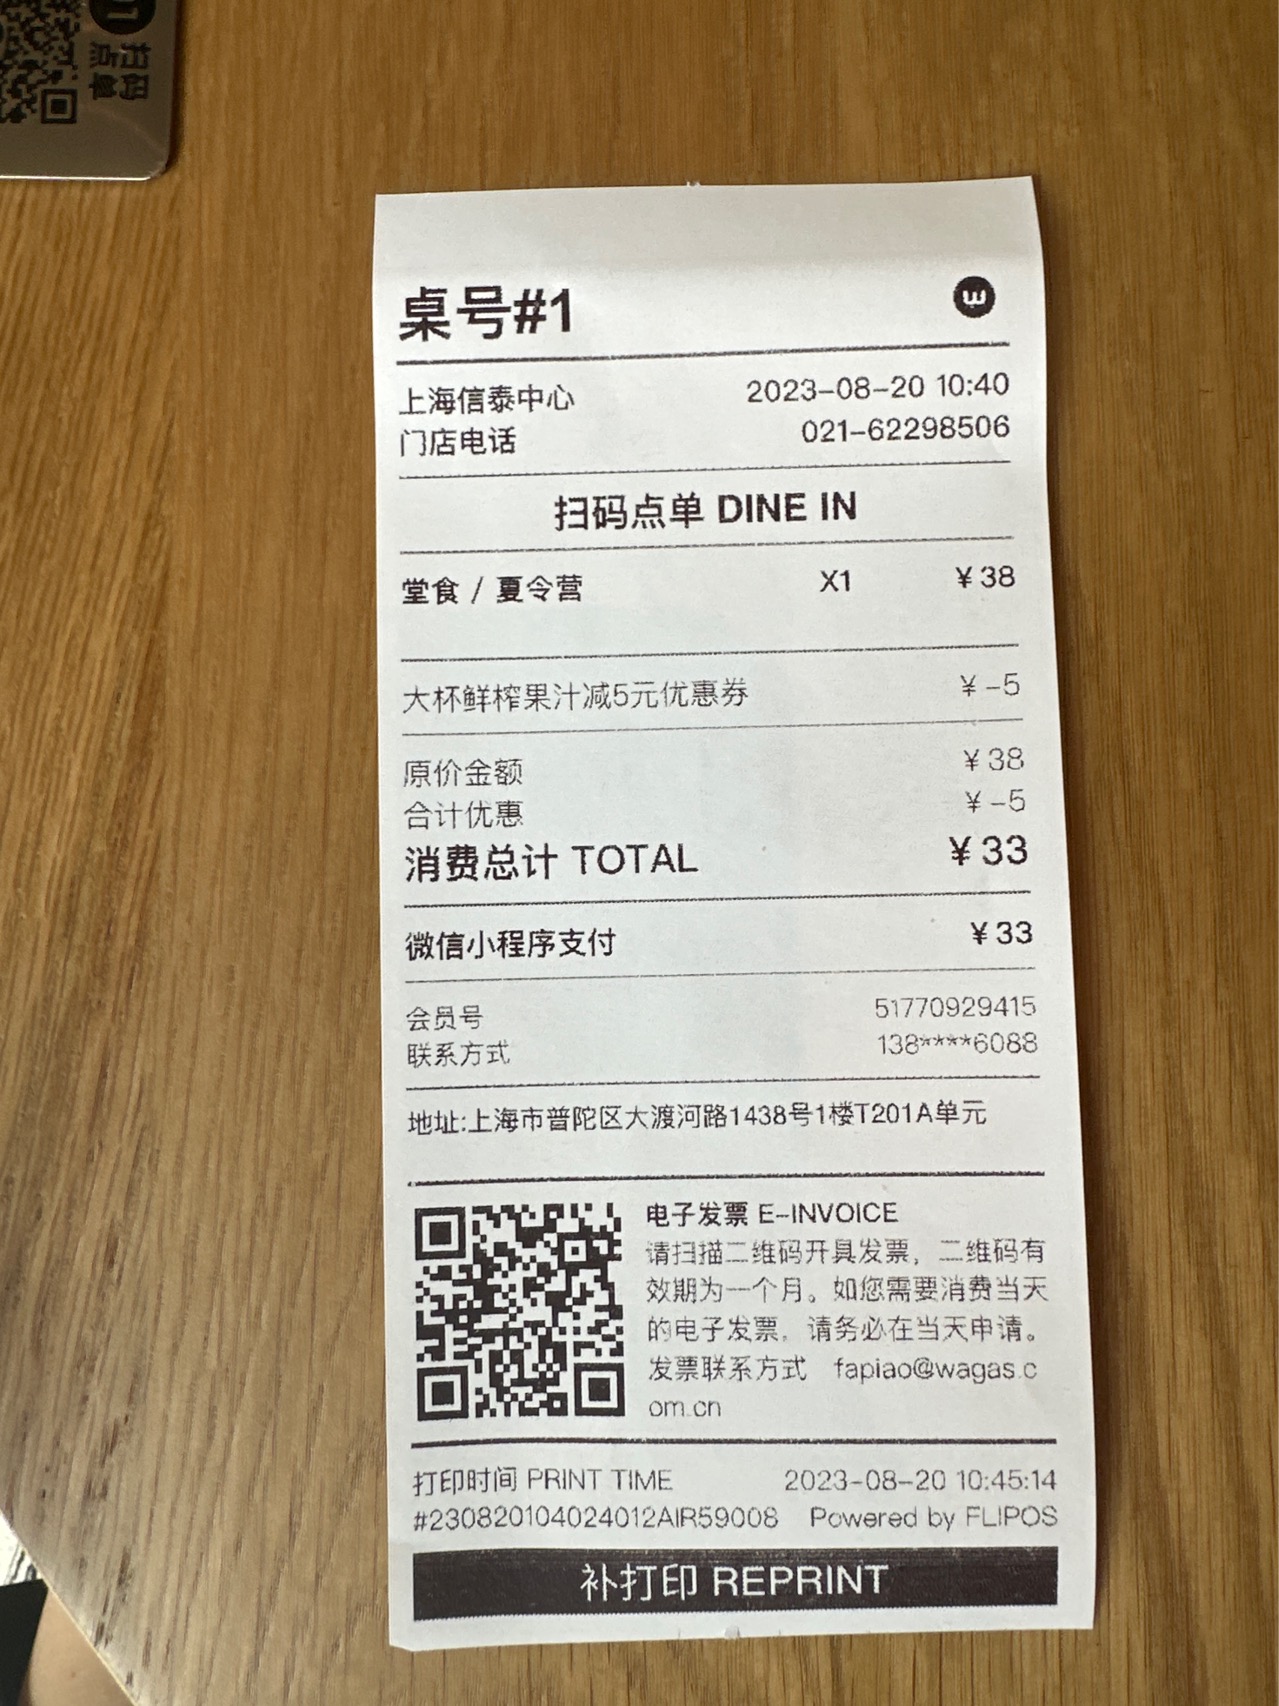 扫码
点单
桌号#1
上海信泰中心 2023-08-20 10:40
门店电话 021-62298506
扫码点单 DINE IN
堂食 / 夏令营 X1 ¥38
大杯鲜榨果汁减5元优惠券 ¥-5
原价金额 ¥38
合计优惠 ¥-5
消费总计 TOTAL ¥33
微信小程序支付 ¥33
会员号 51770929415
联系方式 138****6088
地址:上海市普陀区大渡河路1438号1楼T201A单元
电子发票 E-INVOICE
请扫描二维码开具发票，二维码有
效期为一个月。如您需要消费当天
的电子发票，请务必在当天申请。
发票联系方式 fapiao@wagas.c
om.cn
打印时间 PRINT TIME 2023-08-20 10:45:14
#230820104024012AIR59008 Powered by FLIPOS
补打印 REPRINT